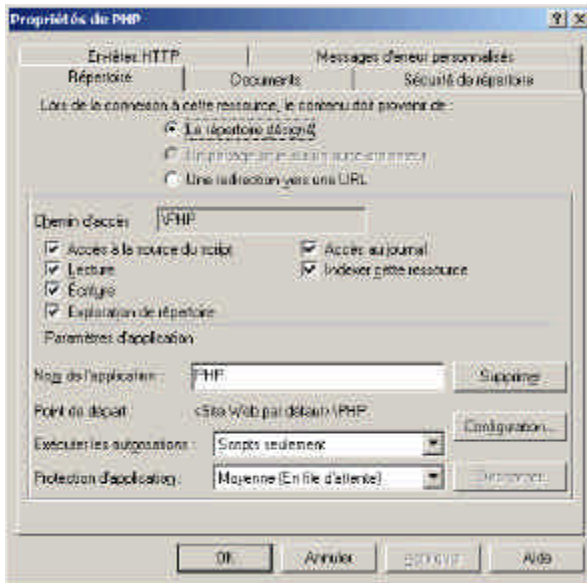 Propriétés de PHP
En-têtes HTTP Messages d'erreur personnalisés
Répertoire Documents Sécurité de répertoire
Lors de la connexion à cette ressource, le contenu doit provenir de :
Le répertoire désigné
Une redirection vers une URL
Chemin d'accès \PHP
Accès à la source du script Accès au journal
Lecture Indexer cette ressource
Écriture
Exploration de répertoire
Paramètres d'application
Nom de l'application : PHP Supprimer
Point de départ : <Site Web par défaut>\PHP
Configuration...
Exécuter les autorisations : Scripts seulement
Protection d'application : Moyenne (En file d'attente)
OK Annuler Aide